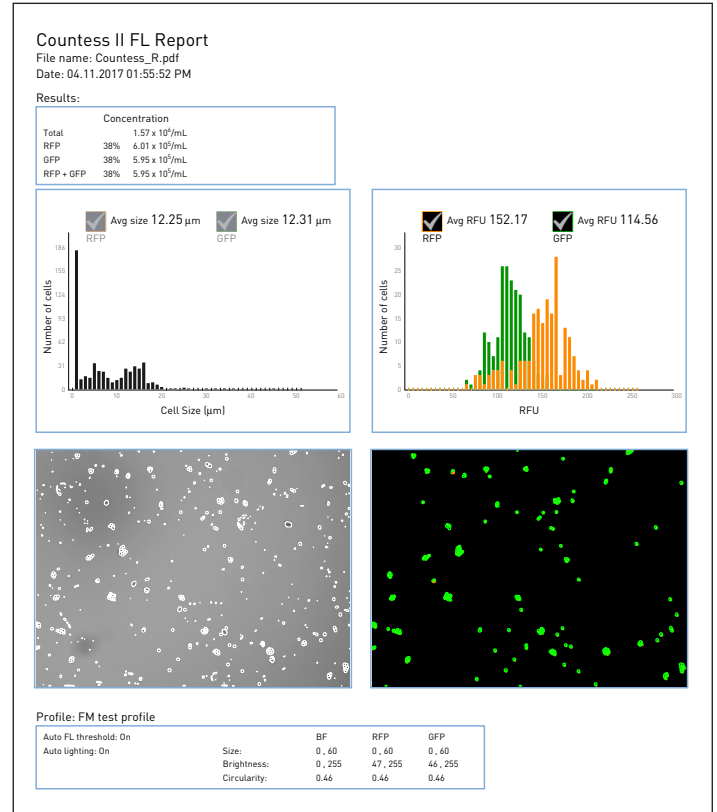 Countess II FL Report
File name: Countess_R.pdf
Date: 04.11.2017 01:55:52 PM
Results:
Concentration
Total 1.57 x 10⁶/mL
RFP 38% 6.01 x 10⁵/mL
GFP 38% 5.95 x 10⁵/mL
RFP + GFP 38% 5.95 x 10⁵/mL
Avg size 12.25 µm Avg size 12.31 µm
RFP GFP
Number of cells
186
155
124
93
62
31
0
0 10 20 30 40 50 60
Cell Size (µm)
Avg RFU 152.17 Avg RFU 114.56
RFP GFP
Number of cells
30
25
20
15
10
5
0
0 50 100 150 200 250 300
RFU
Profile: FM test profile
Auto FL threshold: On BF RFP GFP
Auto lighting: On Size: 0 , 60 0 , 60 0 , 60
Brightness: 0 , 255 47 , 255 46 , 255
Circularity: 0.46 0.46 0.46